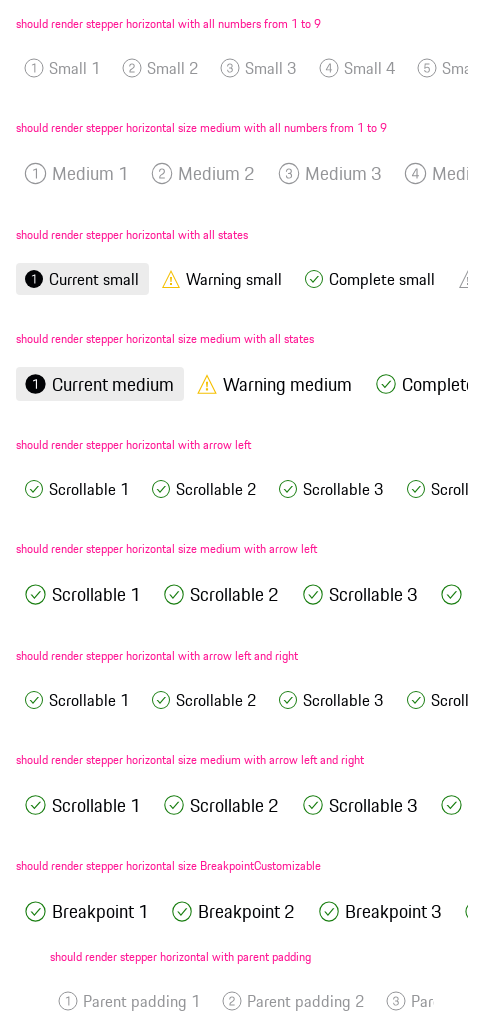 should render stepper horizontal with all numbers from 1 to 9
1 Small 1 2 Small 2 3 Small 3 4 Small 4 5 Sma
should render stepper horizontal size medium with all numbers from 1 to 9
1 Medium 1 2 Medium 2 3 Medium 3 4 Medi
should render stepper horizontal with all states
1 Current small Warning small Complete small
should render stepper horizontal size medium with all states
1 Current medium Warning medium Complete
should render stepper horizontal with arrow left
Scrollable 1 Scrollable 2 Scrollable 3 Scroll
should render stepper horizontal size medium with arrow left
Scrollable 1 Scrollable 2 Scrollable 3
should render stepper horizontal with arrow left and right
Scrollable 1 Scrollable 2 Scrollable 3 Scroll
should render stepper horizontal size medium with arrow left and right
Scrollable 1 Scrollable 2 Scrollable 3
should render stepper horizontal size BreakpointCustomizable
Breakpoint 1 Breakpoint 2 Breakpoint 3
should render stepper horizontal with parent padding
1 Parent padding 1 2 Parent padding 2 3 Par